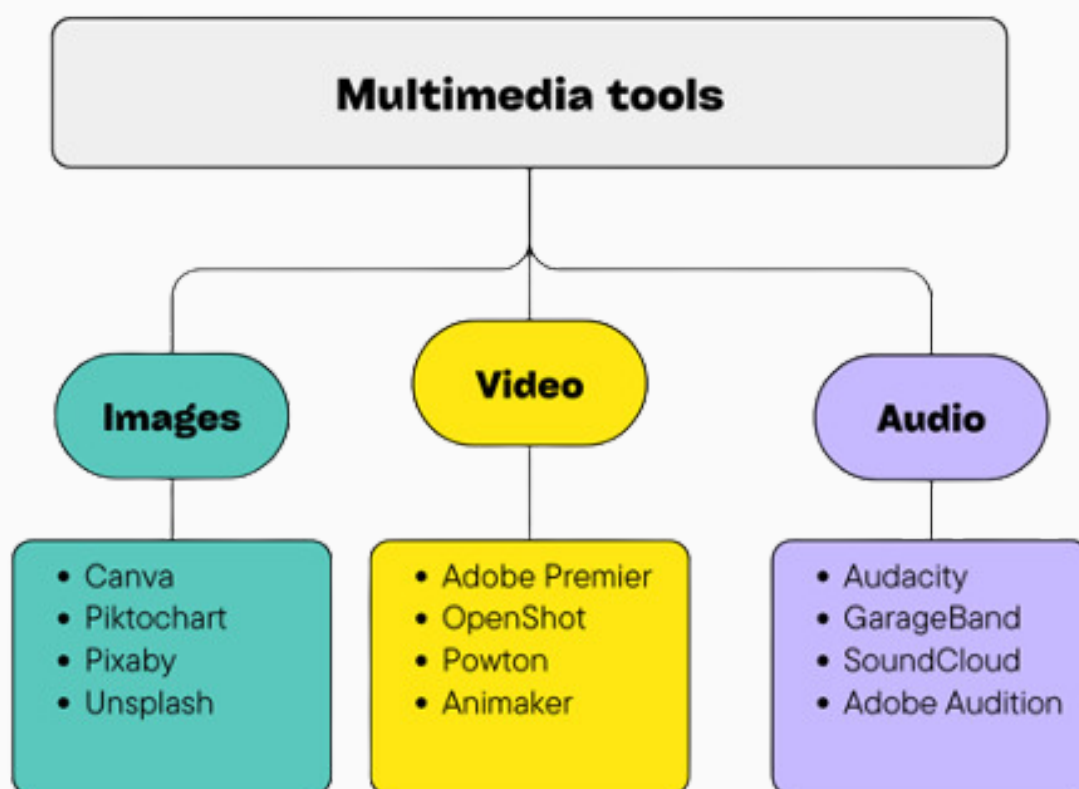 Multimedia tools
Images
Canva
Piktochart
Pixaby
Unsplash
Video
Adobe Premier
OpenShot
Powton
Animaker
Audio
Audacity
GarageBand
SoundCloud
Adobe Audition